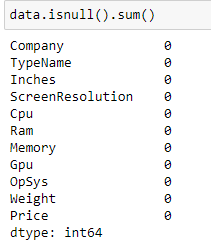 data.isnull().sum()
Company 0
TypeName 0
Inches 0
ScreenResolution 0
Cpu 0
Ram 0
Memory 0
Gpu 0
OpSys 0
Weight 0
Price 0
dtype: int64